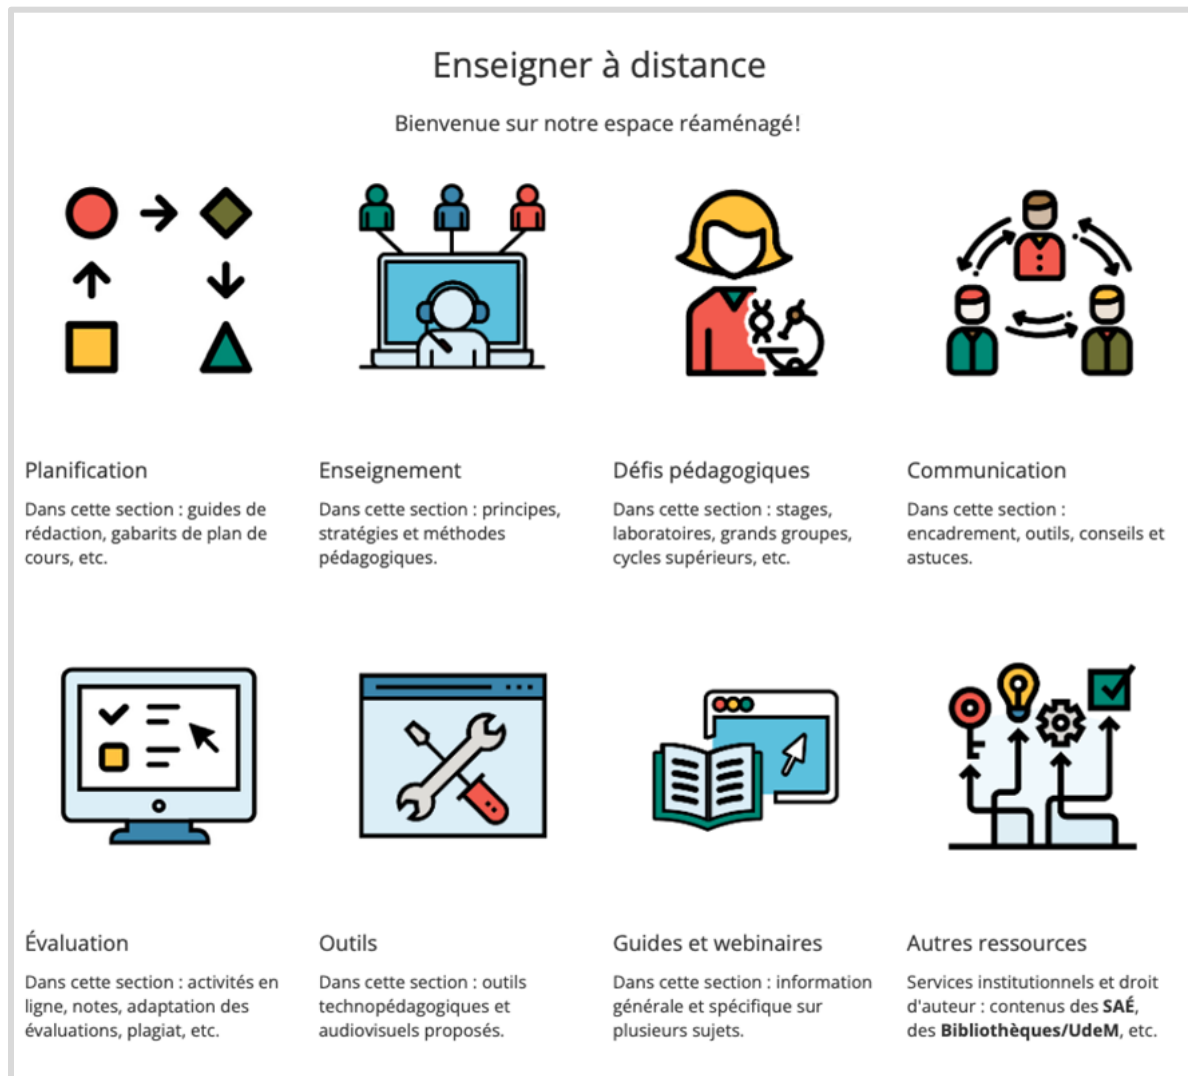 Enseigner à distance
Bienvenue sur notre espace réaménagé!
Planification
Dans cette section : guides de
rédaction, gabarits de plan de
cours, etc.
Enseignement
Dans cette section : principes,
stratégies et méthodes
pédagogiques.
Défis pédagogiques
Dans cette section : stages,
laboratoires, grands groupes,
cycles supérieurs, etc.
Communication
Dans cette section :
encadrement, outils, conseils et
astuces.
Évaluation
Dans cette section : activités en
ligne, notes, adaptation des
évaluations, plagiat, etc.
Outils
Dans cette section : outils
technopédagogiques et
audiovisuels proposés.
Guides et webinaires
Dans cette section : information
générale et spécifique sur
plusieurs sujets.
Autres ressources
Services institutionnels et droit
d'auteur : contenus des SAÉ,
des Bibliothèques/UdeM, etc.